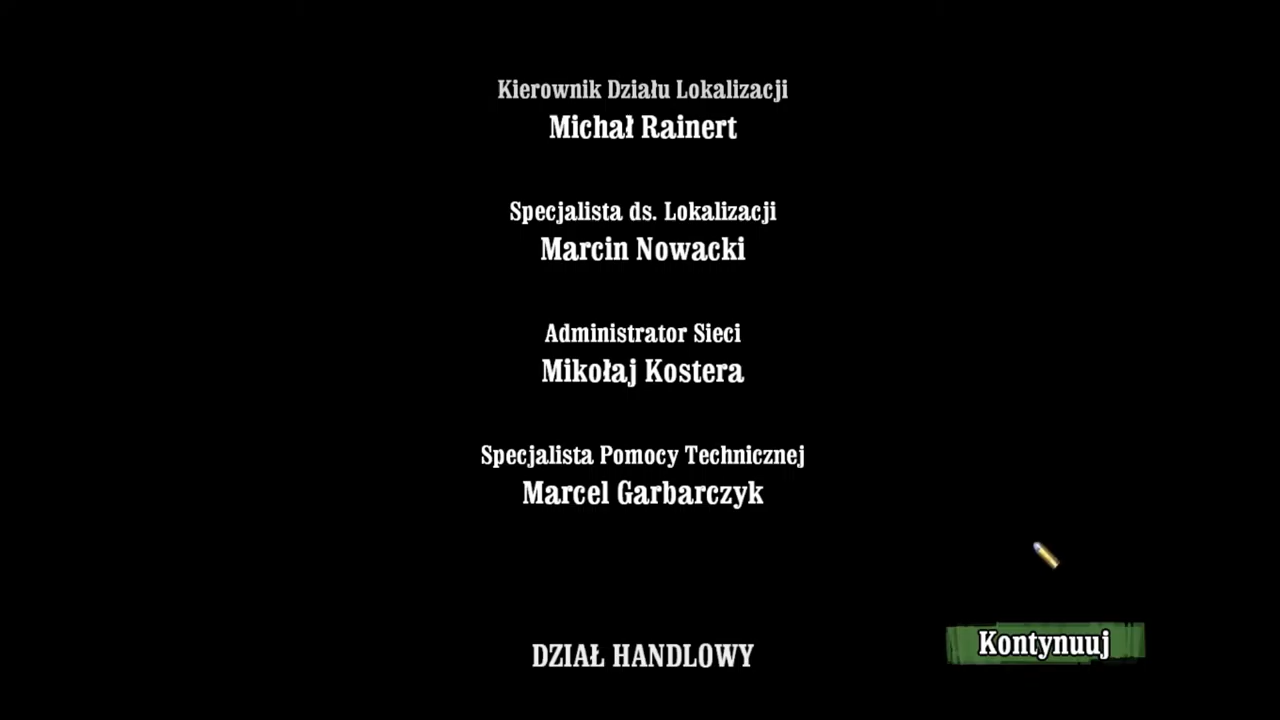 Kierownik Działu Lokalizacji
Michał Rainert
Specjalista ds. Lokalizacji
Marcin Nowacki
Administrator Sieci
Mikołaj Kostera
Specjalista Pomocy Technicznej
Marcel Garbarczyk
DZIAŁ HANDLOWY
Kontynuuj